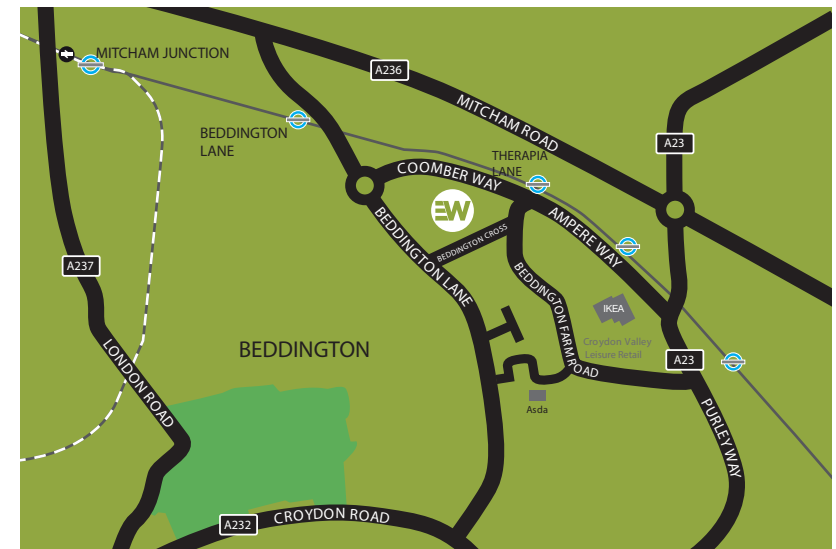 MITCHAM JUNCTION
A236
MITCHAM ROAD
BEDDINGTON
LANE
THERAPIA
LANE
A23
COOMBER WAY
EW
AMPERE WAY
BEDDINGTON LANE
BEDDINGTON CROSS
A237
BEDDINGTON FARM ROAD
IKEA
Croydon Valley
Leisure Retail
LONDON ROAD
BEDDINGTON
A23
Asda
PURLEY WAY
A232
CROYDON ROAD